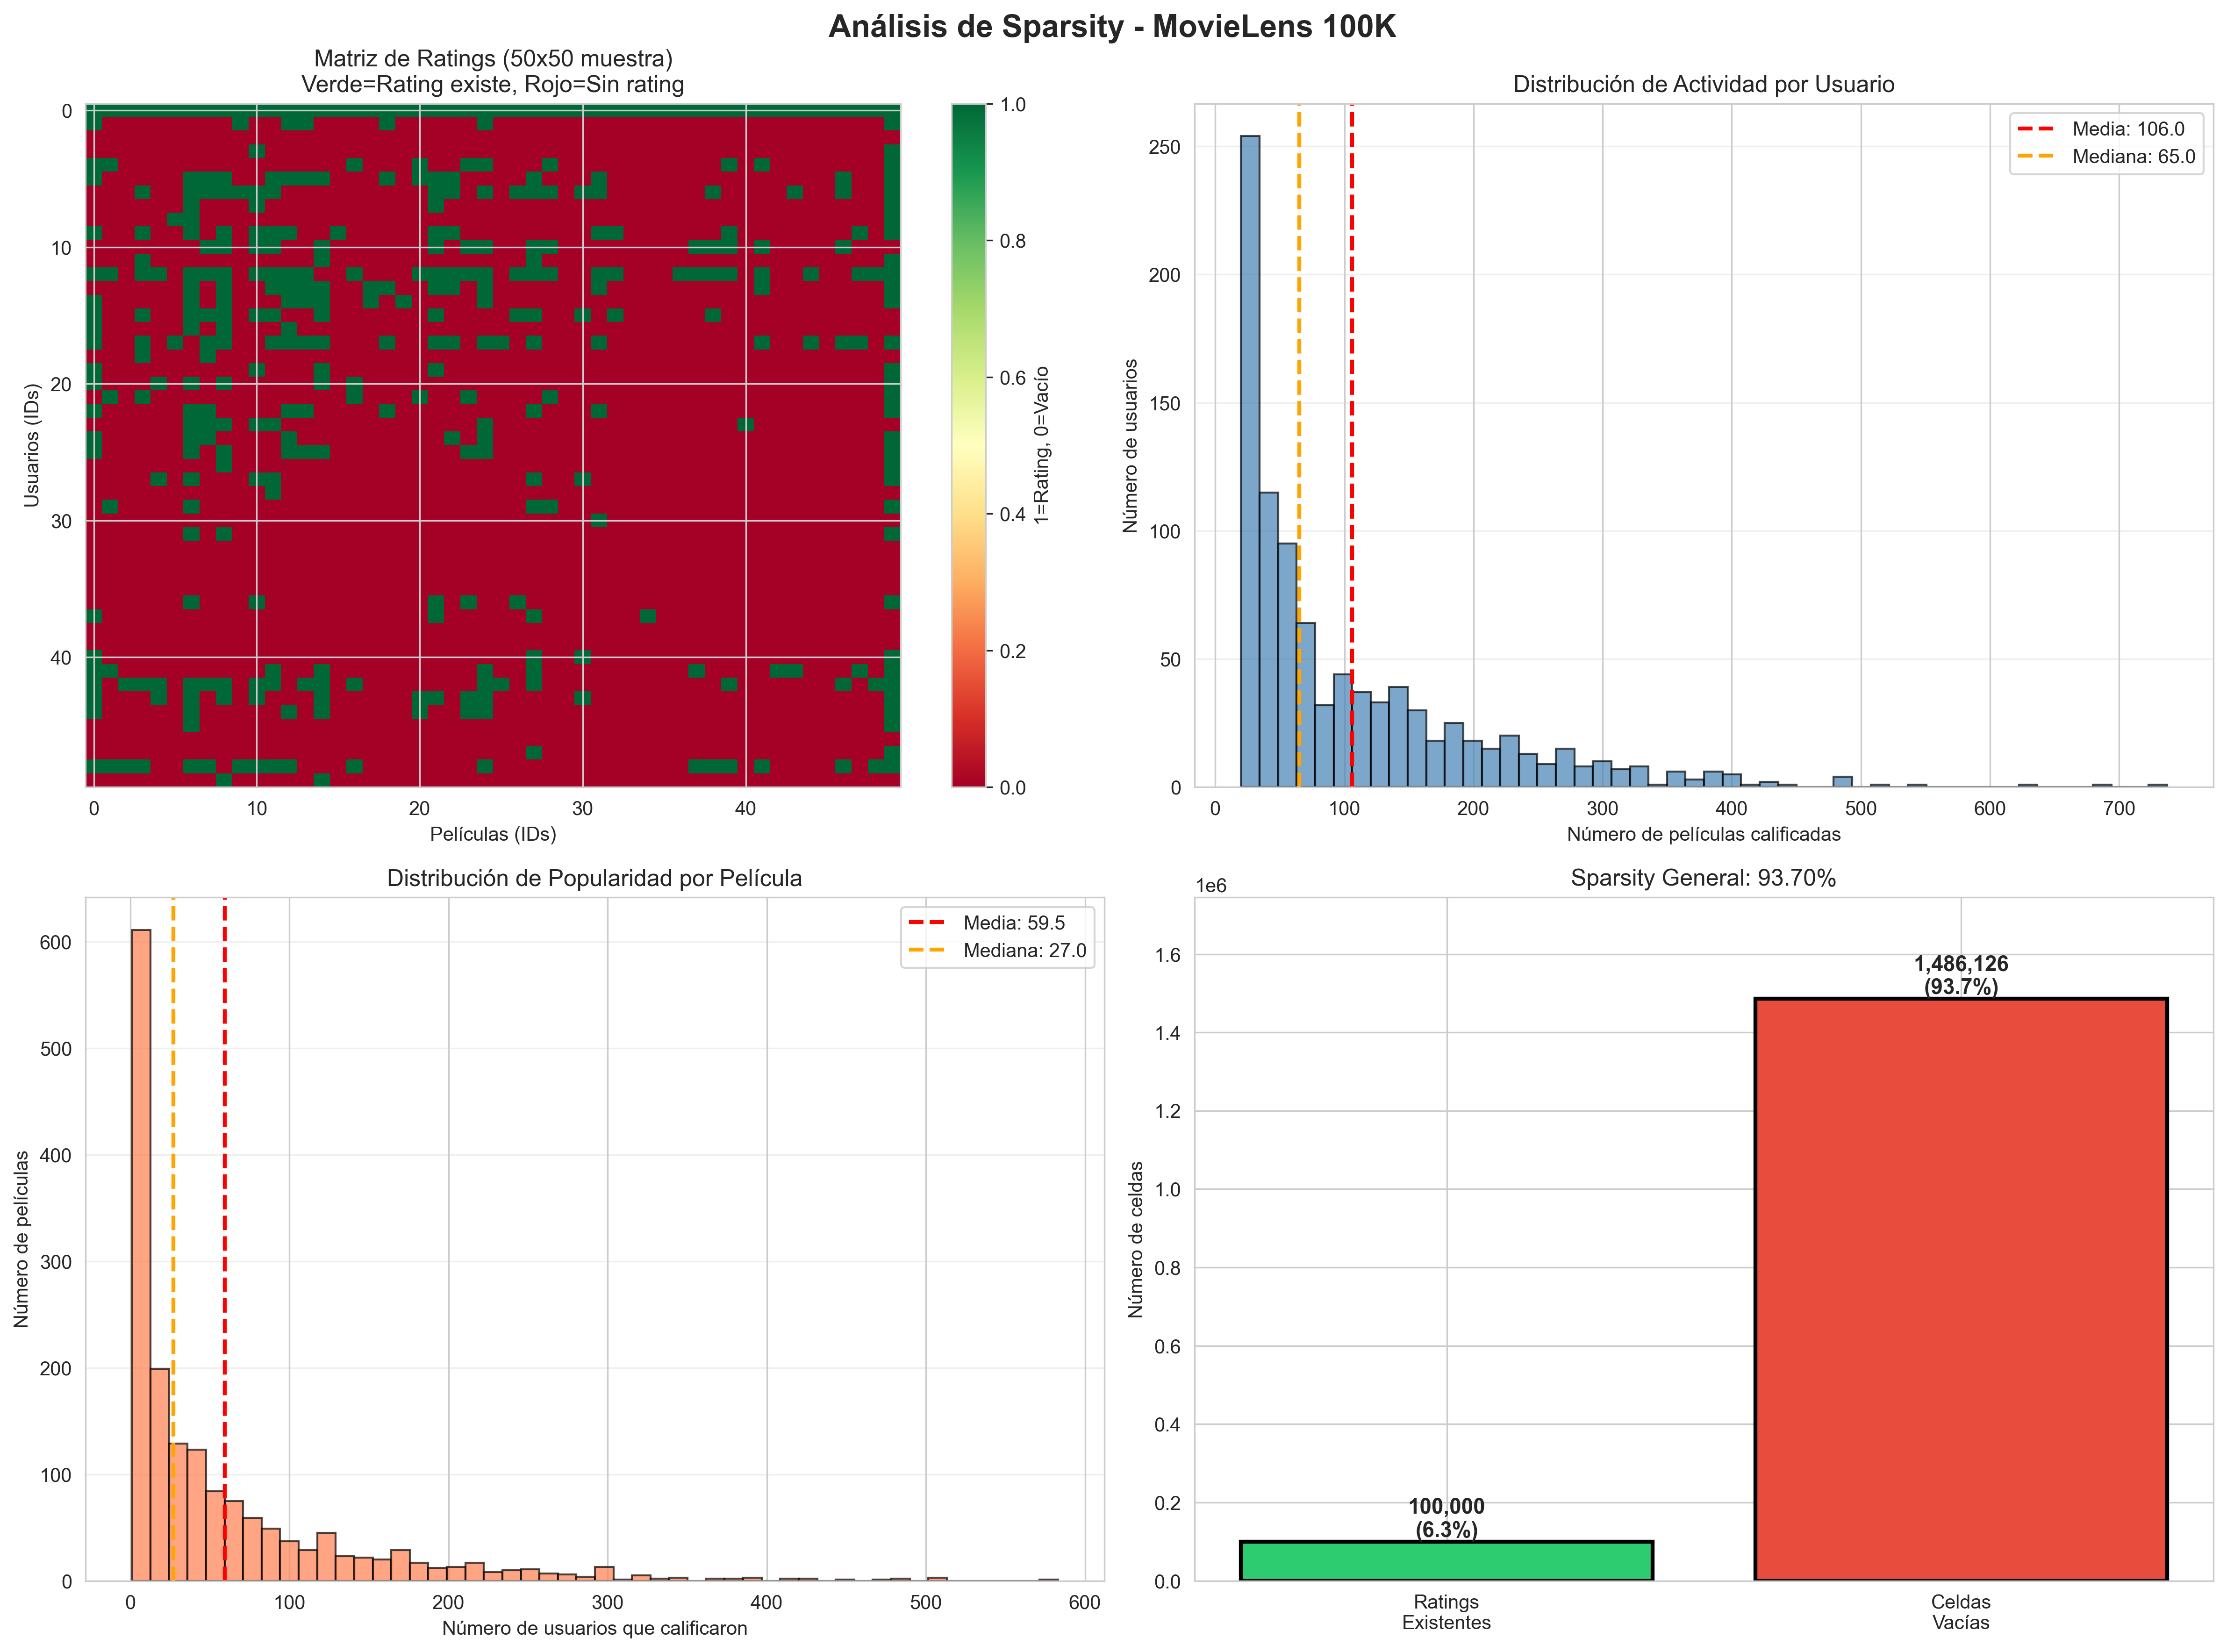 Análisis de Sparsity - MovieLens 100K
Matriz de Ratings (50x50 muestra)
Verde=Rating existe, Rojo=Sin rating
0
10
20
30
40
Usuarios (IDs)
0
10
20
30
40
Películas (IDs)
1.0
0.8
0.6
0.4
0.2
0.0
1=Rating, 0=Vacío
Distribución de Actividad por Usuario
Media: 106.0
Mediana: 65.0
250
200
150
100
50
0
Número de usuarios
0
100
200
300
400
500
600
700
Número de películas calificadas
Distribución de Popularidad por Película
Media: 59.5
Mediana: 27.0
600
500
400
300
200
100
0
Número de películas
0
100
200
300
400
500
600
Número de usuarios que calificaron
Sparsity General: 93.70%
1e6
1.6
1.4
1.2
1.0
0.8
0.6
0.4
0.2
0.0
Número de celdas
1,486,126
(93.7%)
100,000
(6.3%)
Ratings
Existentes
Celdas
Vacías